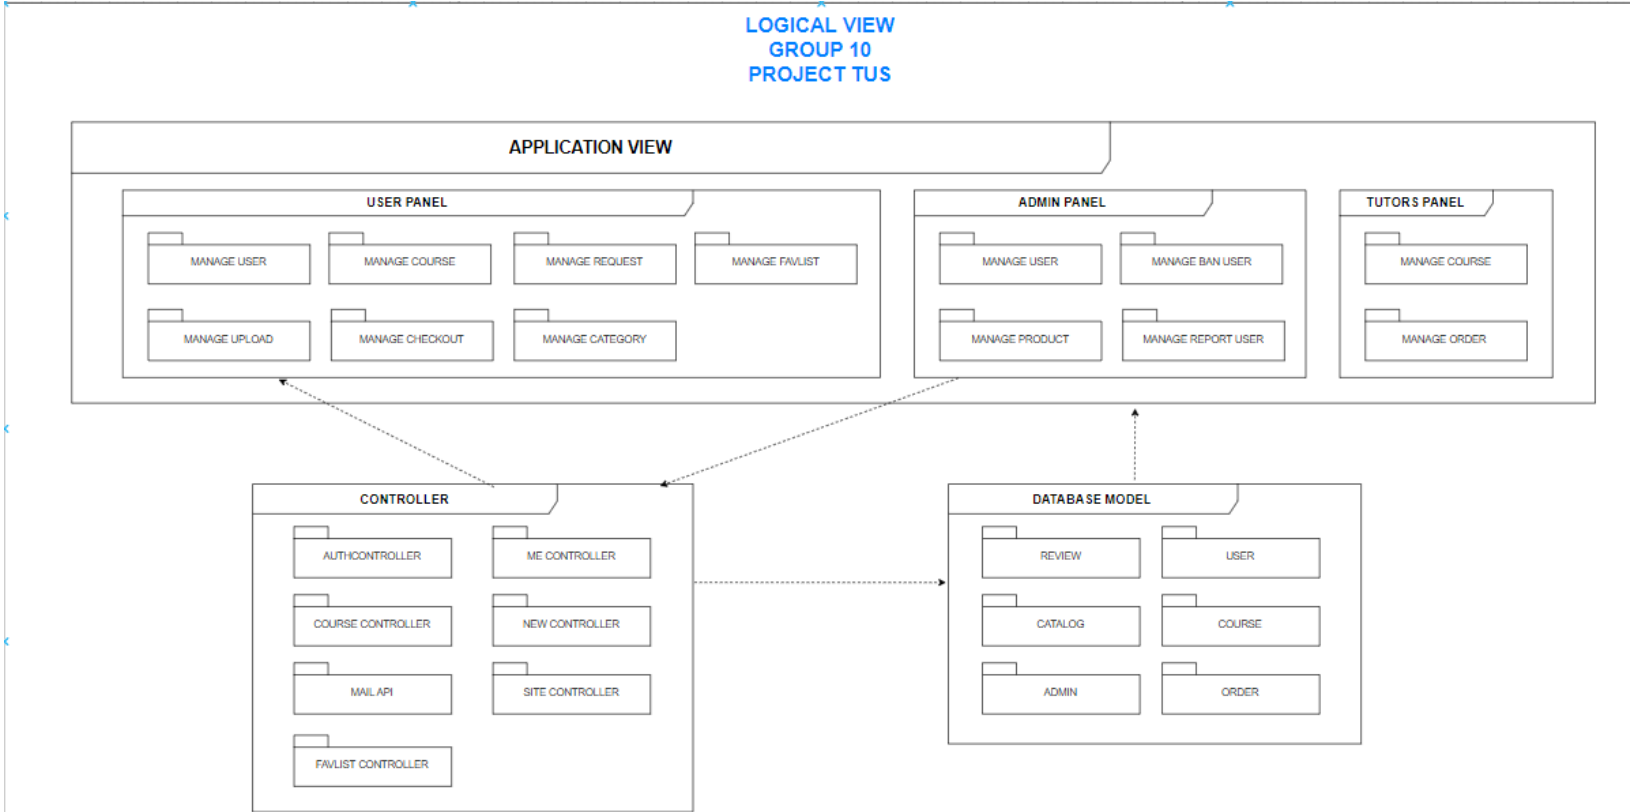 LOGICAL VIEW
GROUP 10
PROJECT TUS
APPLICATION VIEW
USER PANEL
MANAGE USER
MANAGE COURSE
MANAGE REQUEST
MANAGE FAVLIST
MANAGE UPLOAD
MANAGE CHECKOUT
MANAGE CATEGORY
ADMIN PANEL
MANAGE USER
MANAGE BAN USER
MANAGE PRODUCT
MANAGE REPORT USER
TUTORS PANEL
MANAGE COURSE
MANAGE ORDER
CONTROLLER
AUTHCONTROLLER
ME CONTROLLER
COURSE CONTROLLER
NEW CONTROLLER
MAIL API
SITE CONTROLLER
FAVLIST CONTROLLER
DATABASE MODEL
REVIEW
USER
CATALOG
COURSE
ADMIN
ORDER